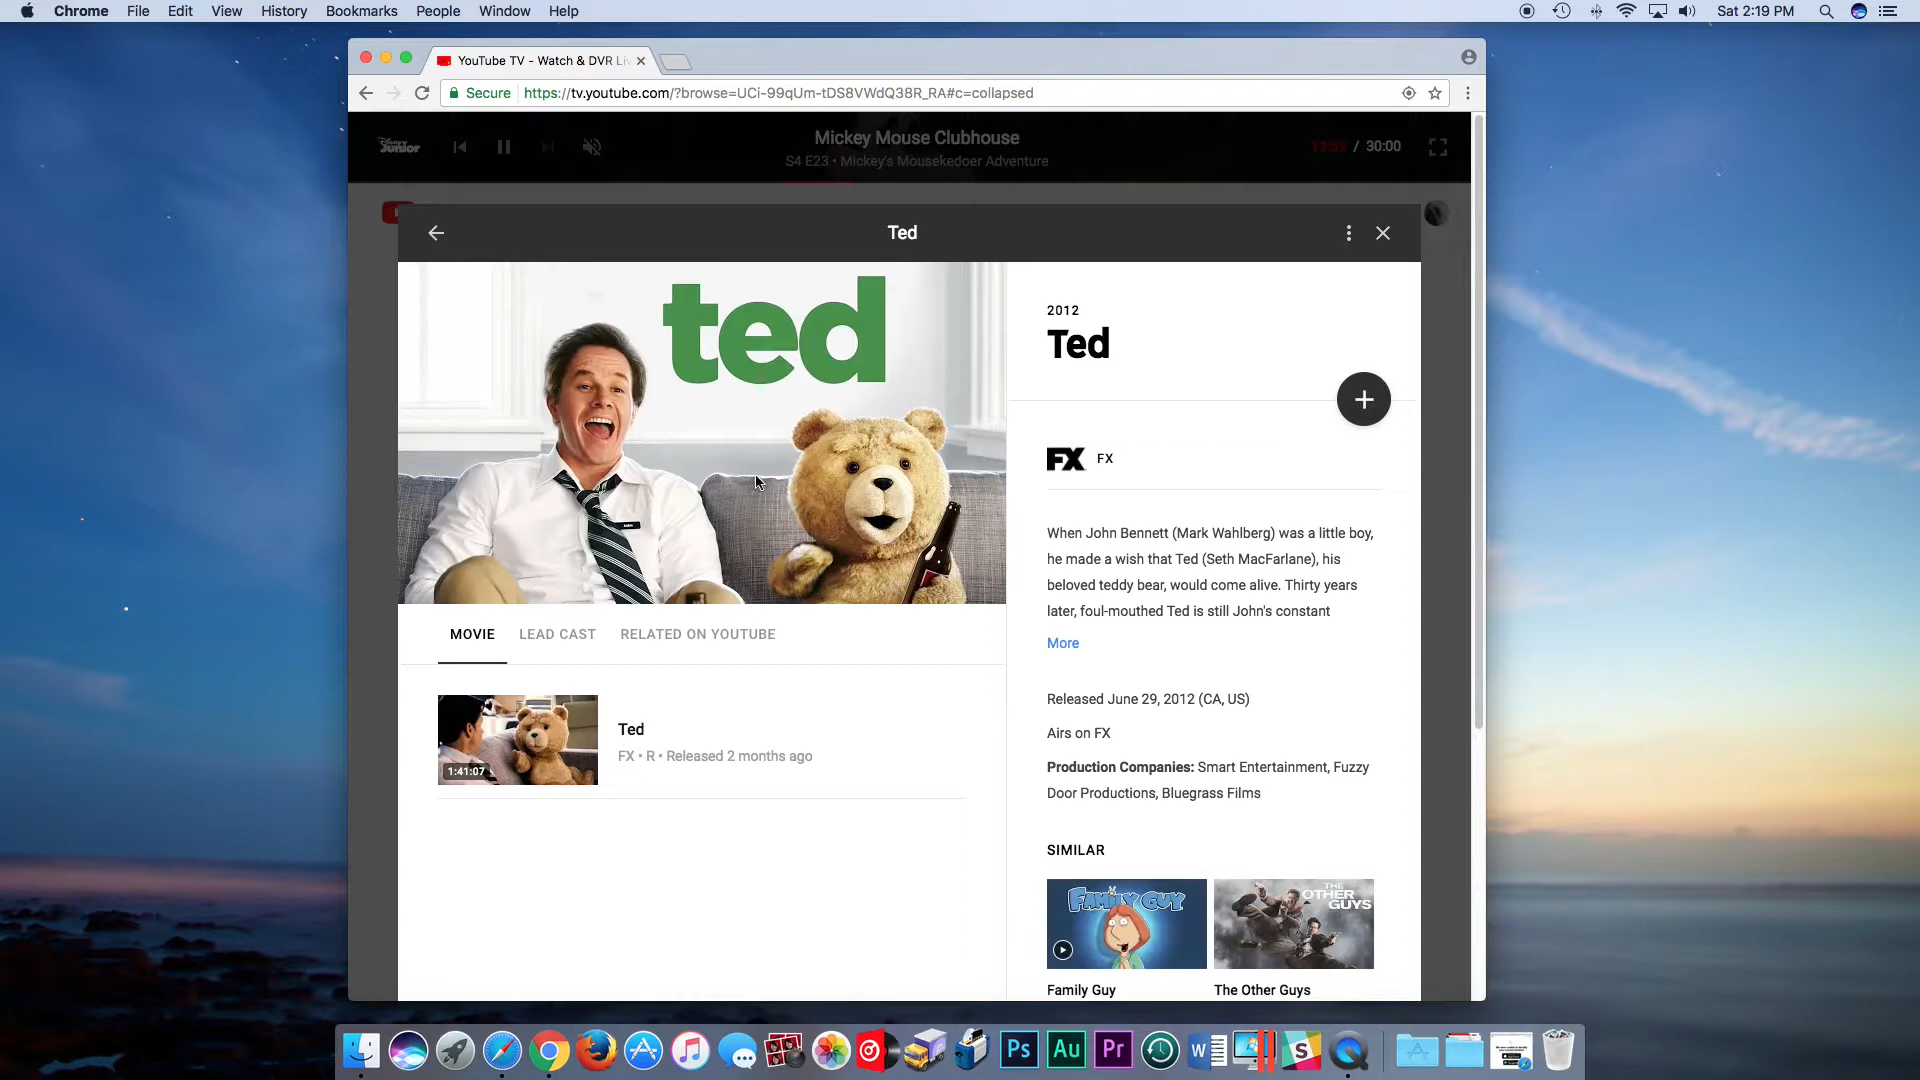 Chrome File Edit View History Bookmarks People Window Help
Sat 2:19 PM
YouTube TV - Watch & DVR Liv
Secure https://tv.youtube.com/?browse=UCi-99qUm-tDS8VWdQ38R_RA#c=collapsed
Disney Junior
Mickey Mouse Clubhouse
S4 E23 • Mickey's Mousekedoer Adventure
/ 30:00
Ted
ted
2012
Ted
FX FX
When John Bennett (Mark Wahlberg) was a little boy,
he made a wish that Ted (Seth MacFarlane), his
beloved teddy bear, would come alive. Thirty years
later, foul-mouthed Ted is still John's constant
More
MOVIE LEAD CAST RELATED ON YOUTUBE
Ted
FX • R • Released 2 months ago
1:41:07
Released June 29, 2012 (CA, US)
Airs on FX
Production Companies: Smart Entertainment, Fuzzy
Door Productions, Bluegrass Films
SIMILAR
FAMILY GUY
THE
OTHER
GUYS
Family Guy
The Other Guys
Ps Au Pr W S